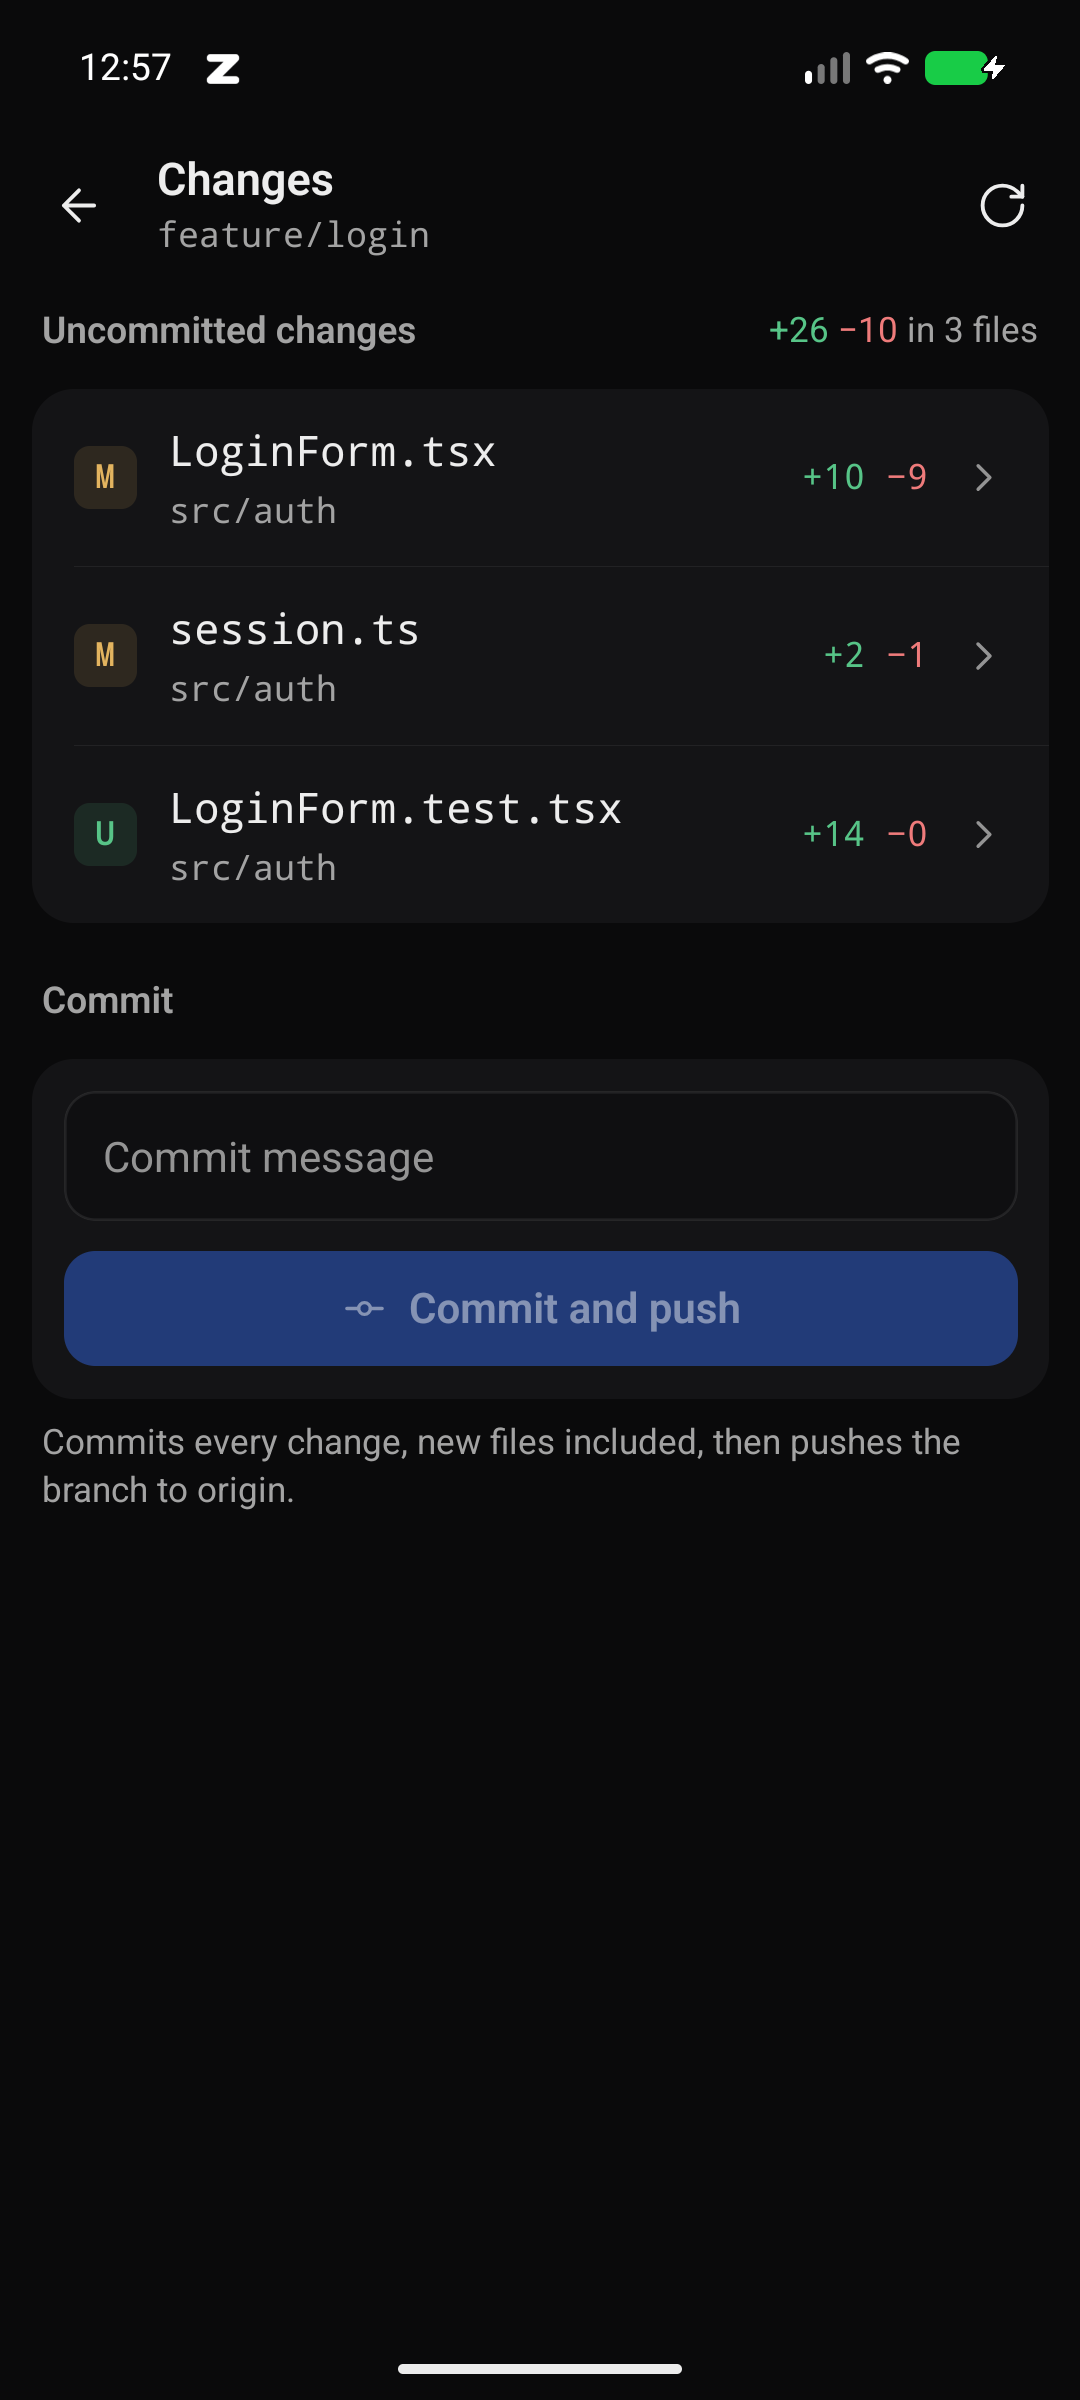 12:57
Changes
feature/login
Uncommitted changes +26 −10 in 3 files
M LoginForm.tsx +10 −9
src/auth
M session.ts +2 −1
src/auth
U LoginForm.test.tsx +14 −0
src/auth
Commit
Commit message
Commit and push
Commits every change, new files included, then pushes the
branch to origin.